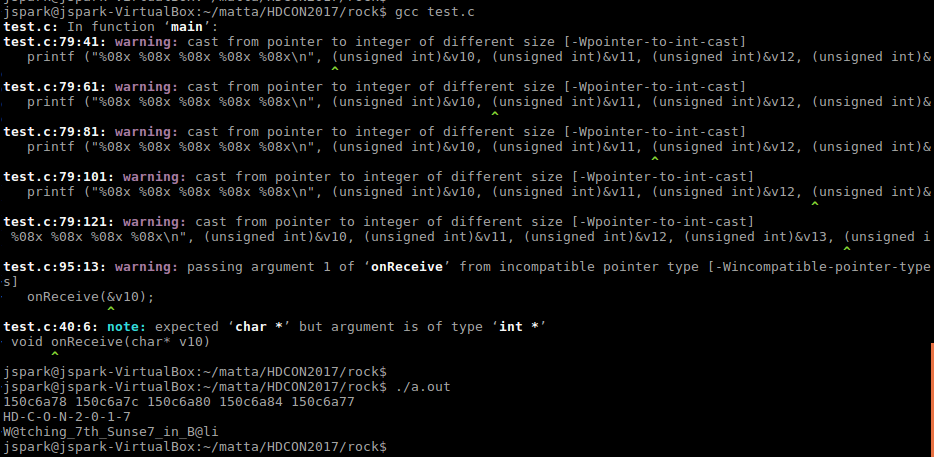 jspark@jspark-VirtualBox:~/matta/HDCON2017/rock$ gcc test.c
test.c: In function ‘main’:
test.c:79:41: warning: cast from pointer to integer of different size [-Wpointer-to-int-cast]
printf ("%08x %08x %08x %08x %08x\n", (unsigned int)&v10, (unsigned int)&v11, (unsigned int)&v12, (unsigned int)&
^
test.c:79:61: warning: cast from pointer to integer of different size [-Wpointer-to-int-cast]
printf ("%08x %08x %08x %08x %08x\n", (unsigned int)&v10, (unsigned int)&v11, (unsigned int)&v12, (unsigned int)&
^
test.c:79:81: warning: cast from pointer to integer of different size [-Wpointer-to-int-cast]
printf ("%08x %08x %08x %08x %08x\n", (unsigned int)&v10, (unsigned int)&v11, (unsigned int)&v12, (unsigned int)&
^
test.c:79:101: warning: cast from pointer to integer of different size [-Wpointer-to-int-cast]
printf ("%08x %08x %08x %08x %08x\n", (unsigned int)&v10, (unsigned int)&v11, (unsigned int)&v12, (unsigned int)&
^
test.c:79:121: warning: cast from pointer to integer of different size [-Wpointer-to-int-cast]
%08x %08x %08x %08x\n", (unsigned int)&v10, (unsigned int)&v11, (unsigned int)&v12, (unsigned int)&v13, (unsigned i
^
test.c:95:13: warning: passing argument 1 of ‘onReceive’ from incompatible pointer type [-Wincompatible-pointer-type
s]
onReceive(&v10);
^
test.c:40:6: note: expected ‘char *’ but argument is of type ‘int *’
void onReceive(char* v10)
^
jspark@jspark-VirtualBox:~/matta/HDCON2017/rock$
jspark@jspark-VirtualBox:~/matta/HDCON2017/rock$ ./a.out
150c6a78 150c6a7c 150c6a80 150c6a84 150c6a77
HD-C-O-N-2-0-1-7
W@tching_7th_Sunse7_in_B@li
jspark@jspark-VirtualBox:~/matta/HDCON2017/rock$